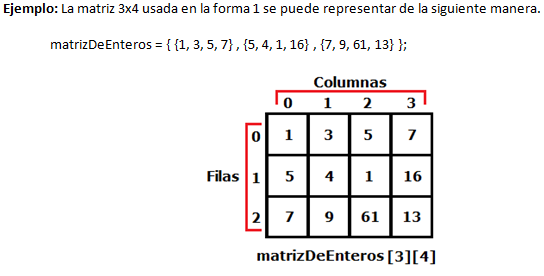 Ejemplo: La matriz 3x4 usada en la forma 1 se puede representar de la siguiente manera.
matrizDeEnteros = { {1, 3, 5, 7} , {5, 4, 1, 16} , {7, 9, 61, 13} };
Columnas
0 1 2 3
0 1 3 5 7
Filas 1 5 4 1 16
2 7 9 61 13
matrizDeEnteros [3][4]